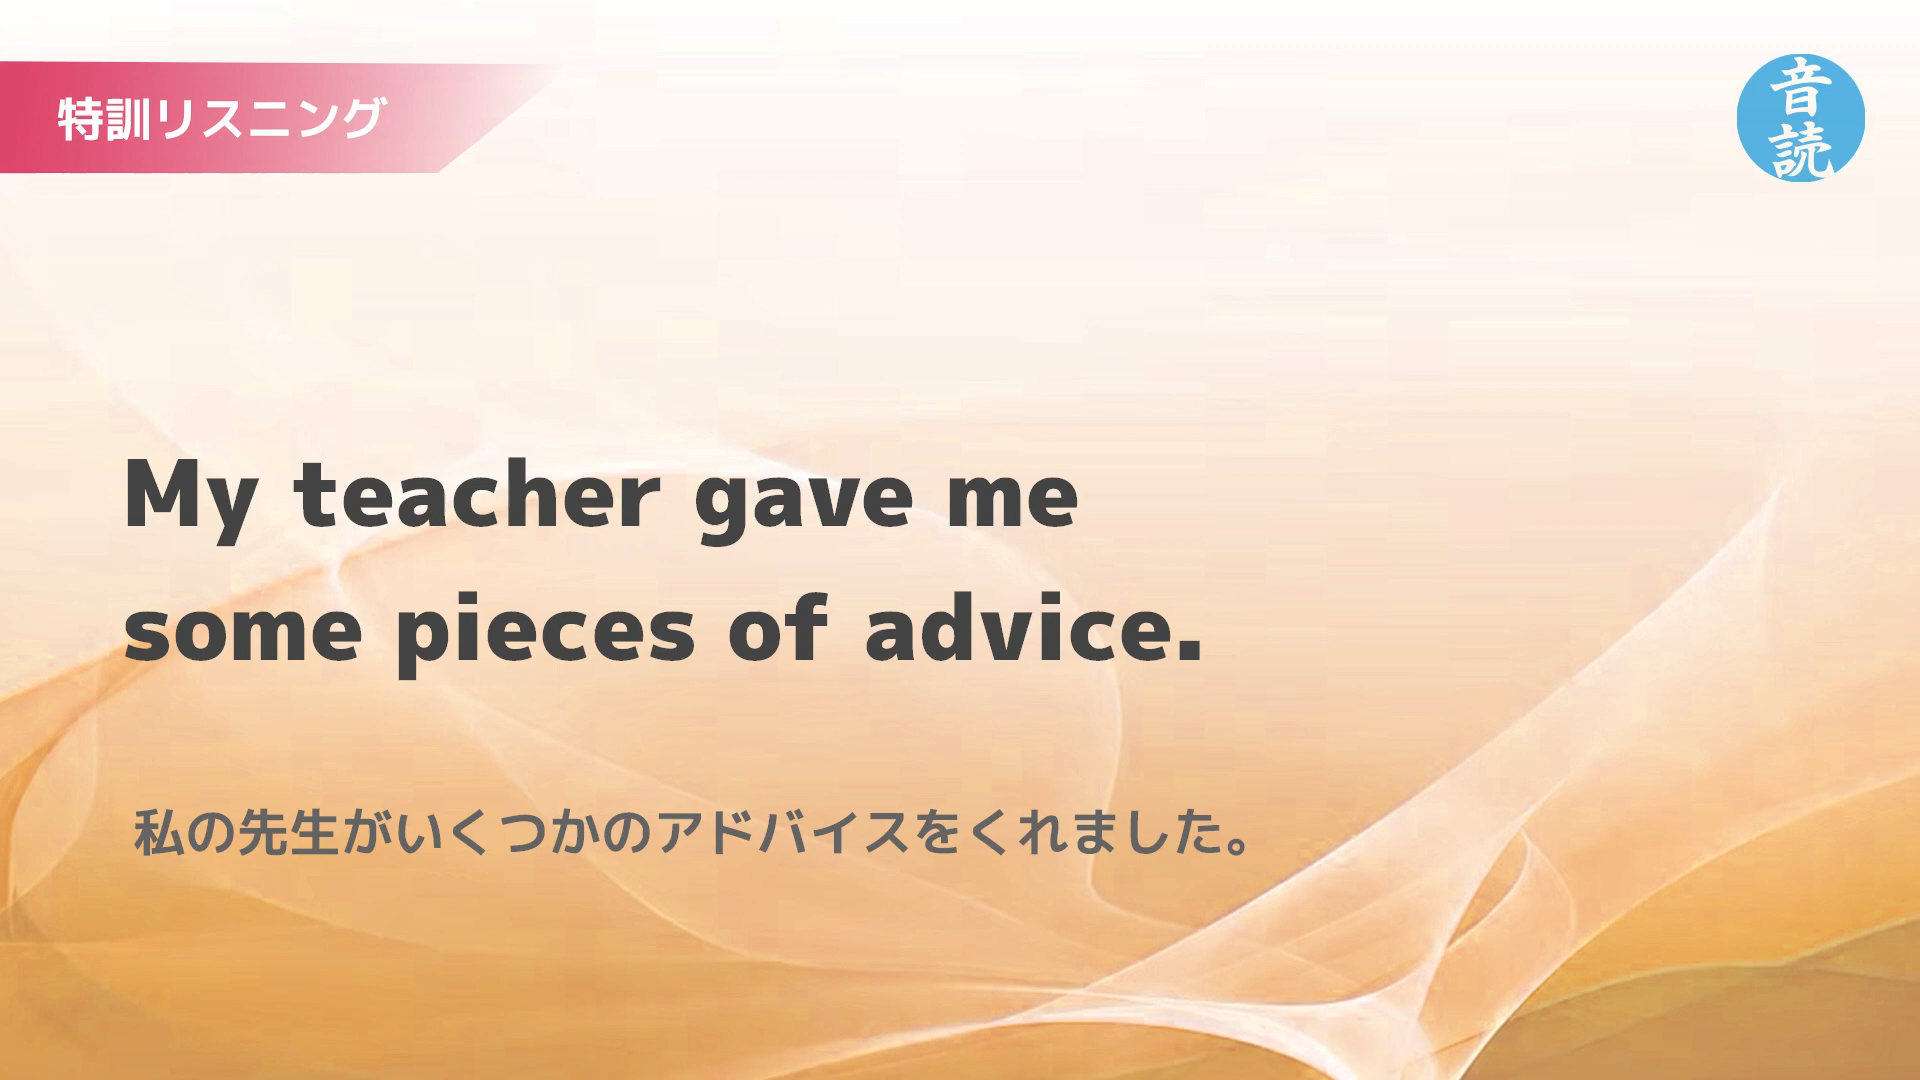 特訓リスニング
音
読
My teacher gave me
some pieces of advice.
私の先生がいくつかのアドバイスをくれました。